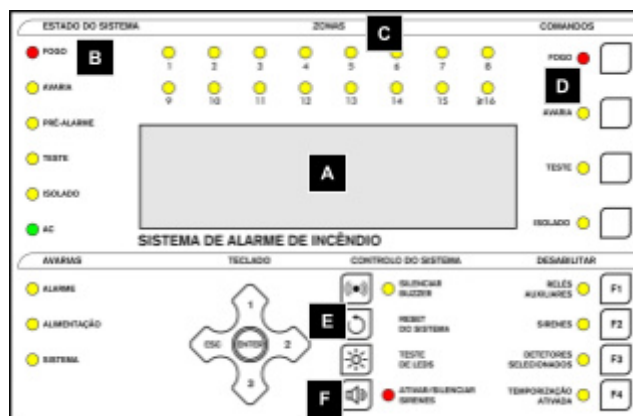 ESTADO DO SISTEMA ZONAS COMANDOS
C
FOGO B FOGO
1 2 3 4 5 6 7 8
D
AVARIA
9 10 11 12 13 14 15 ≥16
AVARIA
PRÉ-ALARME
TESTE A TESTE
ISOLADO
ISOLADO
AC
SISTEMA DE ALARME DE INCÊNDIO
AVARIAS TECLADO CONTROLO DO SISTEMA DESABILITAR
ALARME SILENCIAR BUZZER RELÉS AUXILIARES F1
1
ALIMENTAÇÃO E RESET DO SISTEMA SIRENES F2
ESC ENTER 2
SISTEMA TESTE DE LEDS DETETORES SELECIONADOS F3
3
F ATIVAR/SILENCIAR SIRENES TEMPORIZAÇÃO ATIVADA F4